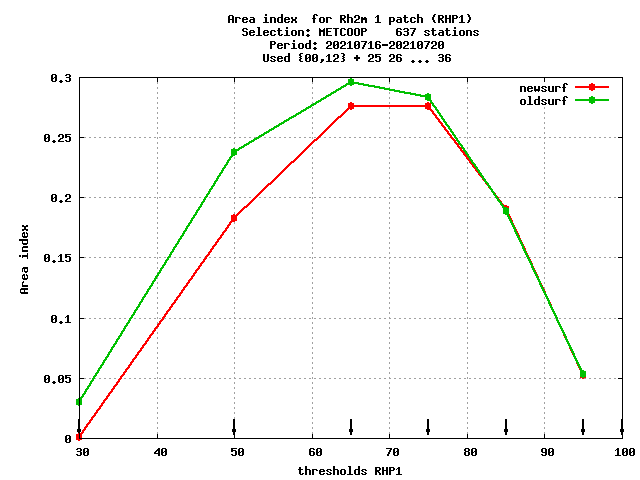 Area index  for Rh2m 1 patch (RHP1)
Selection: METCOOP    637 stations
Period: 20210716-20210720
Used {00,12} + 25 26 ... 36
newsurf
oldsurf
0.3
0.25
0.2
0.15
0.1
0.05
0
Area index
30 40 50 60 70 80 90 100
thresholds RHP1